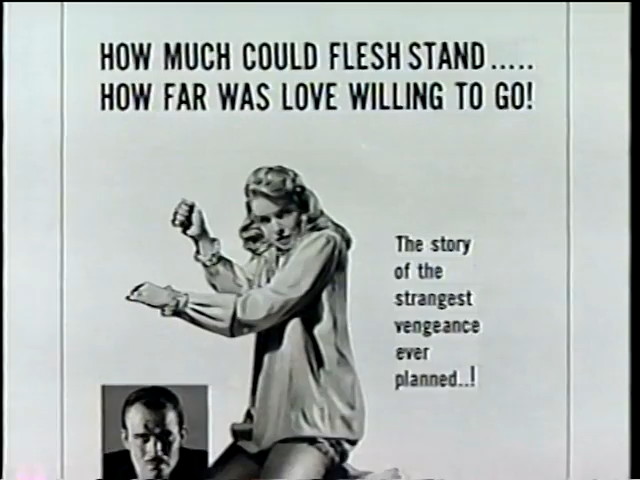 HOW MUCH COULD FLESH STAND.....
HOW FAR WAS LOVE WILLING TO GO!
The story
of the
strangest
vengeance
ever
planned..!